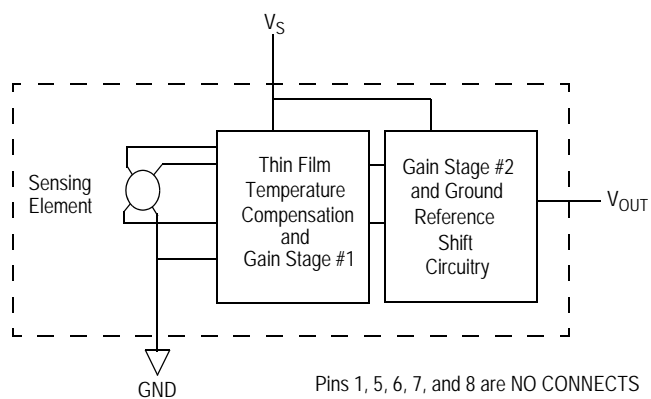 V_S
Sensing
Element
Thin Film
Temperature
Compensation
and
Gain Stage #1
Gain Stage #2
and Ground
Reference
Shift
Circuitry
V_OUT
GND
Pins 1, 5, 6, 7, and 8 are NO CONNECTS